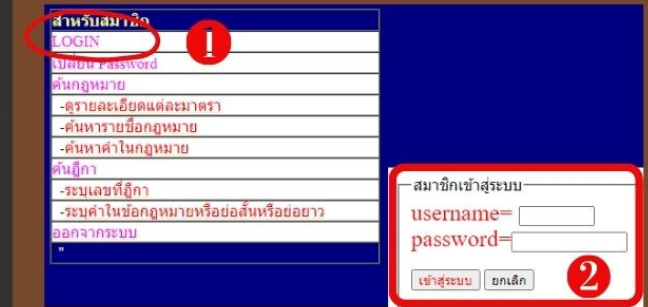 สำหรับสมาชิก
LOGIN
1
เปลี่ยน Password
ค้นกฎหมาย
-ดูรายละเอียดแต่ละมาตรา
-ค้นหารายชื่อกฎหมาย
-ค้นหาคำในกฎหมาย
ค้นฎีกา
-ระบุเลขที่ฎีกา
-ระบุคำในข้อกฎหมายหรือย่อสั้นหรือย่อยาว
ออกจากระบบ
"
สมาชิกเข้าสู่ระบบ
username=
password=
เข้าสู่ระบบ ยกเลิก
2